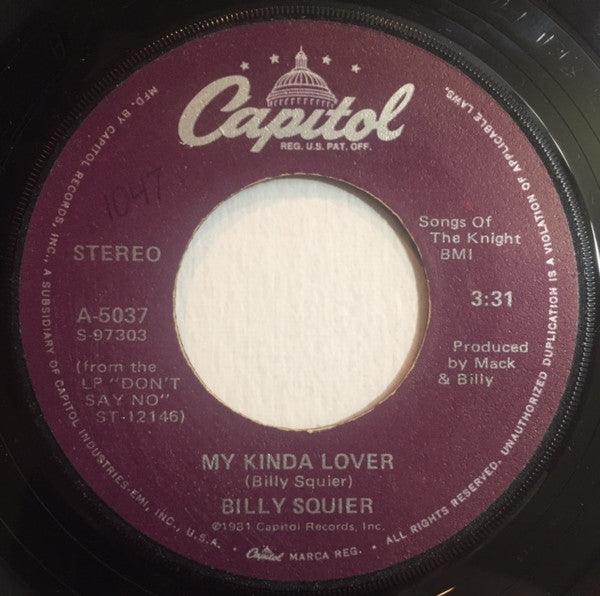 Capitol
REG. U.S. PAT. OFF.
1047
STEREO
A-5037
S-97303
(from the
LP "DON'T
SAY NO"
ST-12146)
Songs Of
The Knight
BMI
3:31
Produced
by Mack
& Billy
MY KINDA LOVER
(Billy Squier)
BILLY SQUIER
©1981 Capitol Records, Inc.
MFD. BY CAPITOL RECORDS, INC., A SUBSIDIARY OF CAPITOL INDUSTRIES-EMI, INC., U.S.A. • Capitol MARCA REG. • ALL RIGHTS RESERVED. UNAUTHORIZED DUPLICATION IS A VIOLATION OF APPLICABLE LAWS.